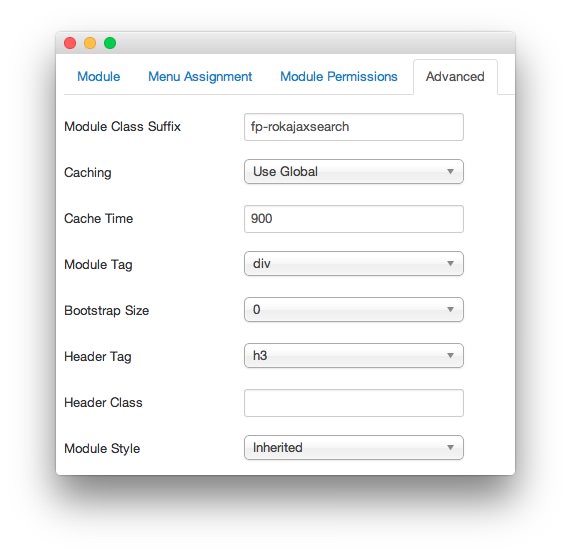 Module Menu Assignment Module Permissions Advanced
Module Class Suffix fp-rokajaxsearch
Caching Use Global
Cache Time 900
Module Tag div
Bootstrap Size 0
Header Tag h3
Header Class
Module Style Inherited